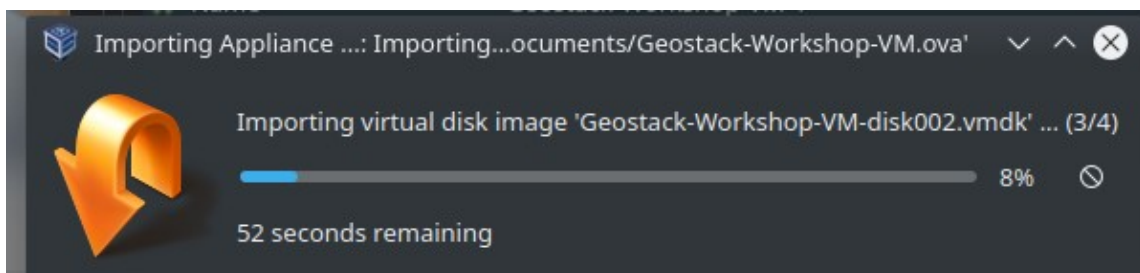 Importing Appliance ...: Importing...ocuments/Geostack-Workshop-VM.ova'
Importing virtual disk image 'Geostack-Workshop-VM-disk002.vmdk' ... (3/4)
8%
52 seconds remaining